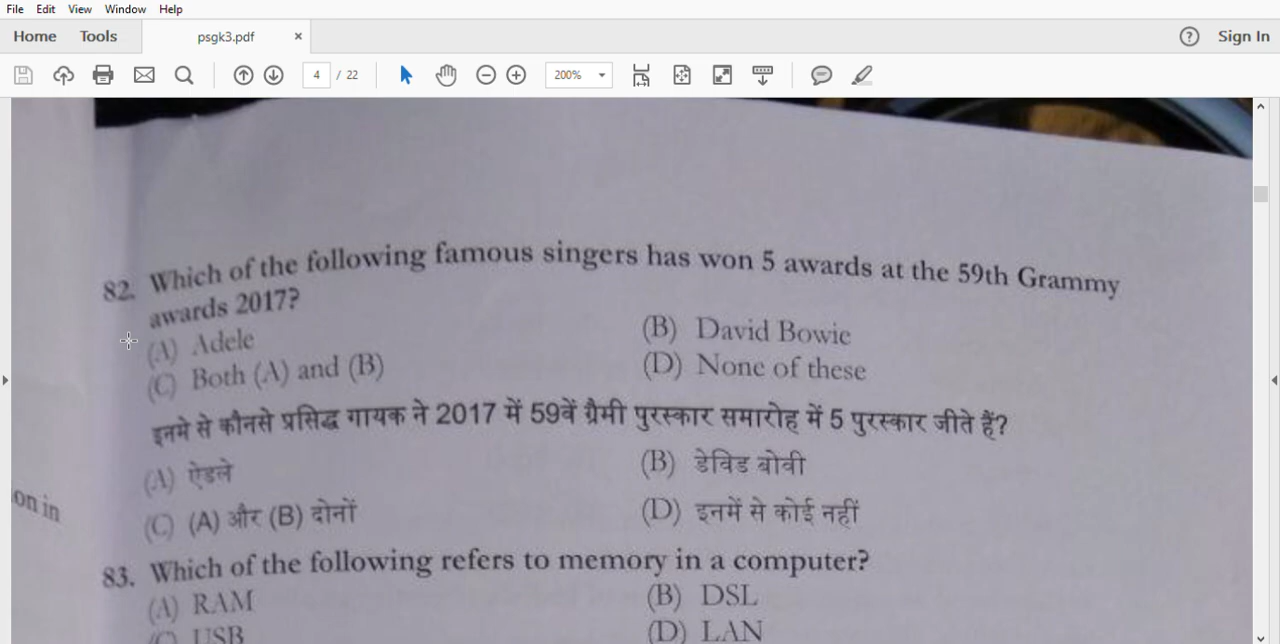 File Edit View Window Help
Home Tools psgk3.pdf × ? Sign In
4 / 22 200%
82. Which of the following famous singers has won 5 awards at the 59th Grammy
awards 2017?
(A) Adele (B) David Bowie
(C) Both (A) and (B) (D) None of these
इनमे से कौनसे प्रसिद्ध गायक ने 2017 में 59वें ग्रैमी पुरस्कार समारोह में 5 पुरस्कार जीते हैं?
(A) ऐडले (B) डेविड बोवी
(C) (A) और (B) दोनों (D) इनमें से कोई नहीं
on in
83. Which of the following refers to memory in a computer?
(A) RAM (B) DSL
(C) USB (D) LAN